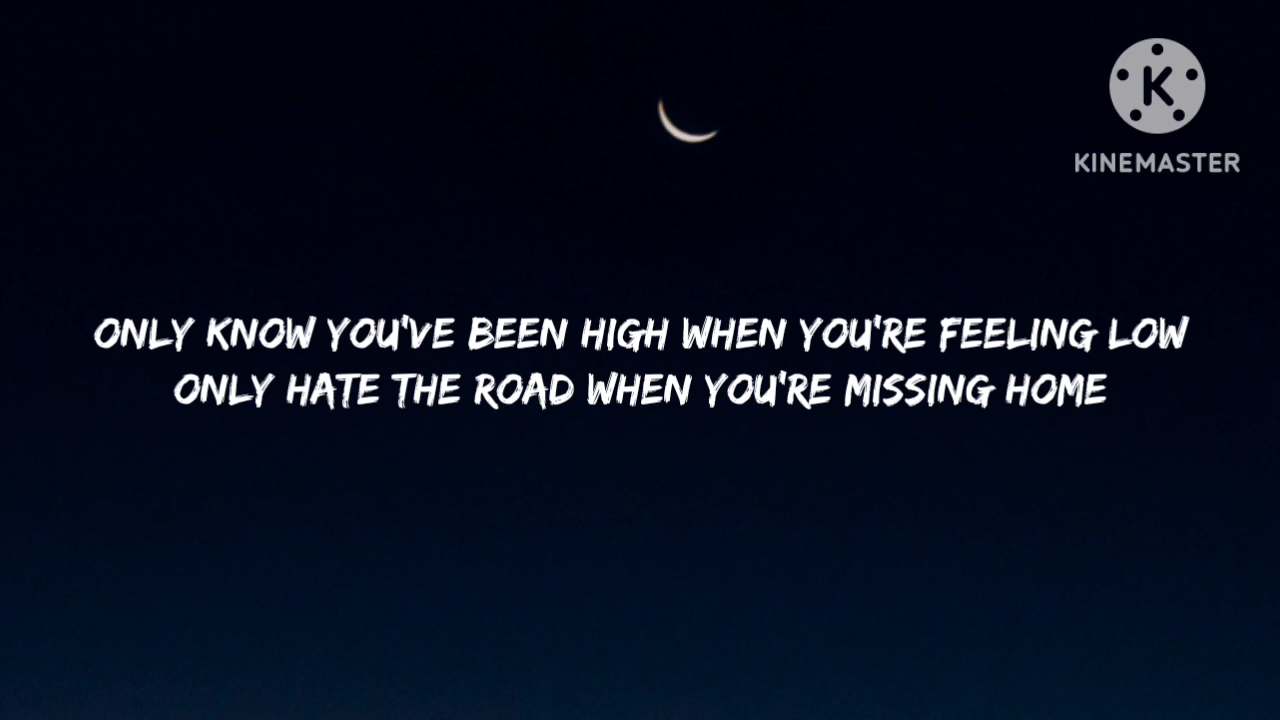 K
KINEMASTER
ONLY KNOW YOU'VE BEEN HIGH WHEN YOU'RE FEELING LOW
ONLY HATE THE ROAD WHEN YOU'RE MISSING HOME